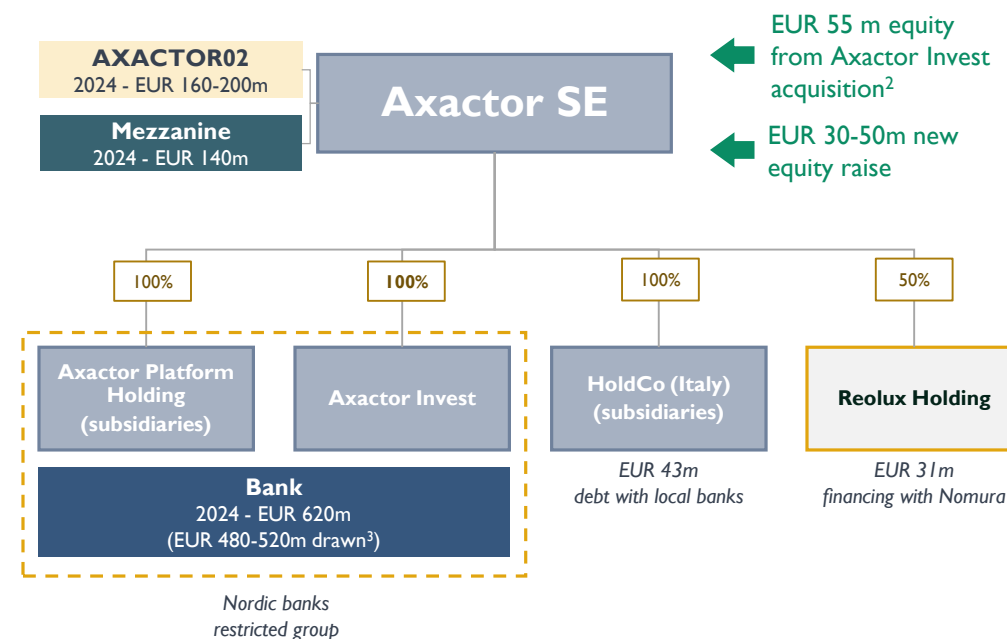 AXACTOR02
2024 - EUR 160-200m
Mezzanine
2024 - EUR 140m
Axactor SE
EUR 55 m equity
from Axactor Invest
acquisition²
EUR 30-50m new
equity raise
100%
100%
100%
50%
Axactor Platform
Holding
(subsidiaries)
Axactor Invest
HoldCo (Italy)
(subsidiaries)
Reolux Holding
Bank
2024 - EUR 620m
(EUR 480-520m drawn³)
EUR 43m
debt with local banks
EUR 31m
financing with Nomura
Nordic banks
restricted group